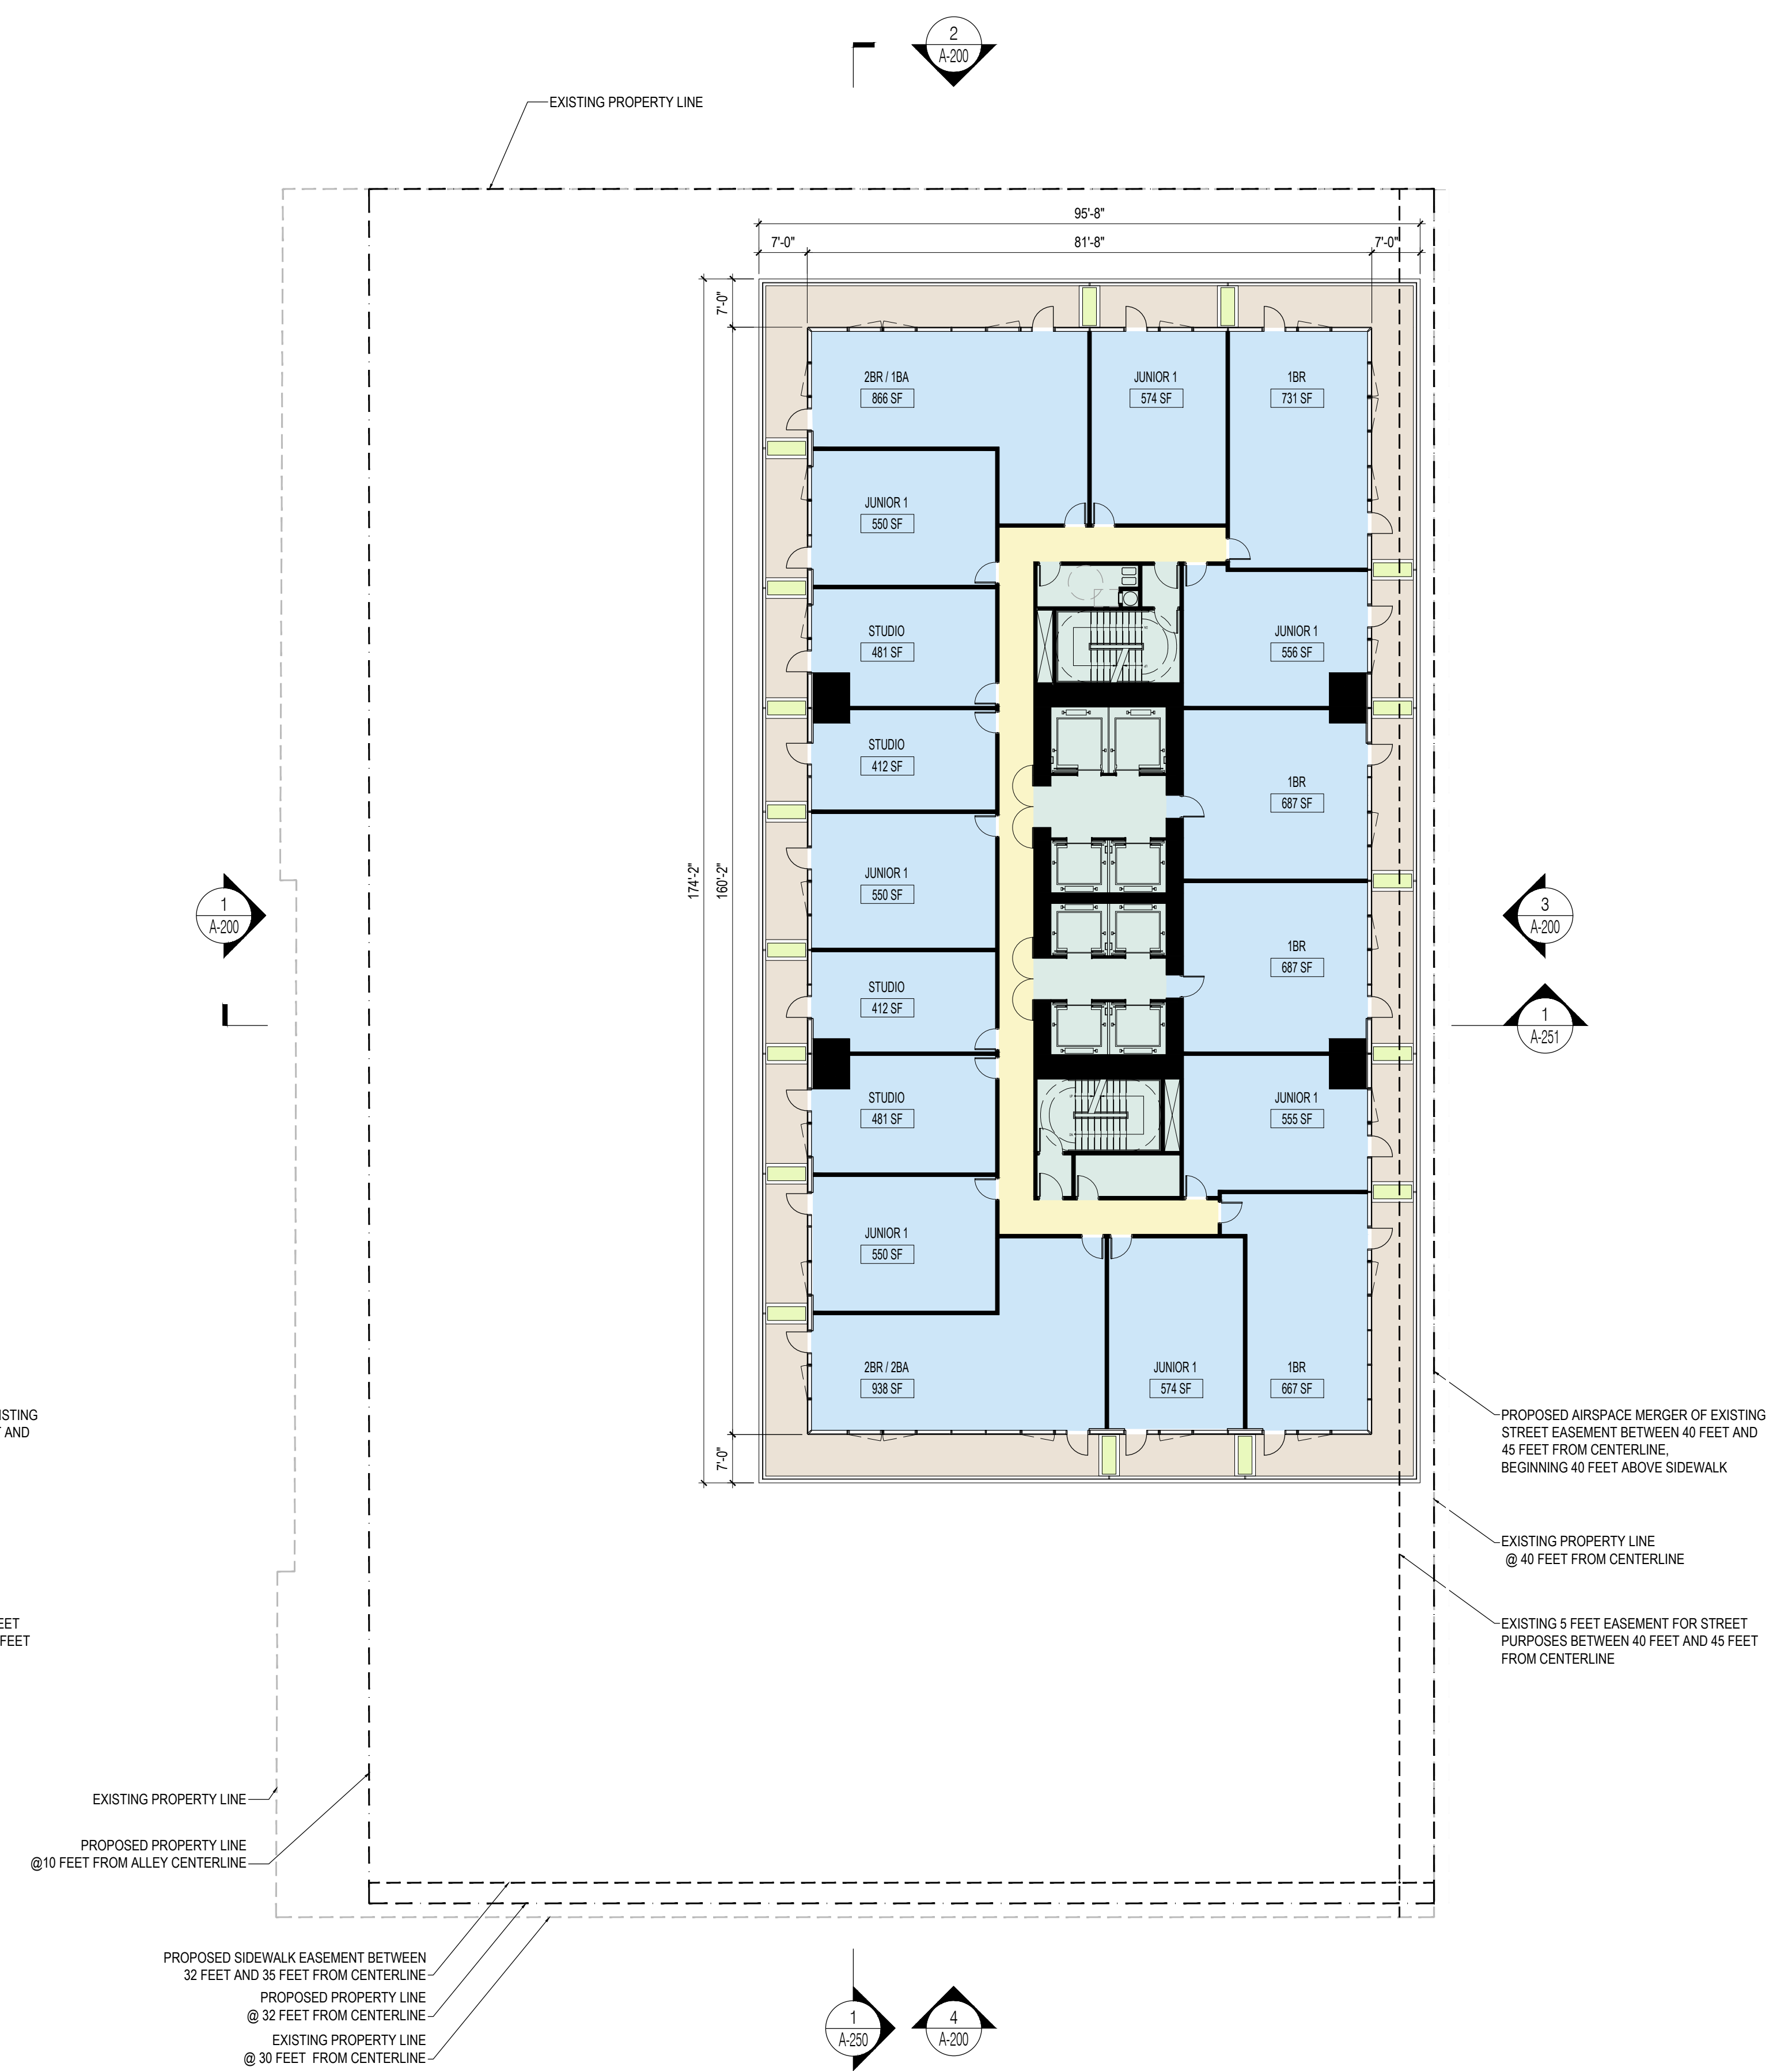 2
A-200
EXISTING PROPERTY LINE
95'-8"
7'-0"
81'-8"
7'-0"
7'-0"
174'-2"
160'-2"
7'-0"
2BR / 1BA
866 SF
JUNIOR 1
574 SF
1BR
731 SF
JUNIOR 1
550 SF
STUDIO
481 SF
JUNIOR 1
556 SF
STUDIO
412 SF
1BR
687 SF
JUNIOR 1
550 SF
1
A-200
3
A-200
1BR
687 SF
STUDIO
412 SF
1
A-251
STUDIO
481 SF
JUNIOR 1
555 SF
JUNIOR 1
550 SF
2BR / 2BA
938 SF
JUNIOR 1
574 SF
1BR
667 SF
ISTING
T AND
PROPOSED AIRSPACE MERGER OF EXISTING
STREET EASEMENT BETWEEN 40 FEET AND
45 FEET FROM CENTERLINE,
BEGINNING 40 FEET ABOVE SIDEWALK
EXISTING PROPERTY LINE
@ 40 FEET FROM CENTERLINE
EET
FEET
EXISTING 5 FEET EASEMENT FOR STREET
PURPOSES BETWEEN 40 FEET AND 45 FEET
FROM CENTERLINE
EXISTING PROPERTY LINE
PROPOSED PROPERTY LINE
@10 FEET FROM ALLEY CENTERLINE
PROPOSED SIDEWALK EASEMENT BETWEEN
32 FEET AND 35 FEET FROM CENTERLINE
PROPOSED PROPERTY LINE
@ 32 FEET FROM CENTERLINE
EXISTING PROPERTY LINE
@ 30 FEET FROM CENTERLINE
1
A-250
4
A-200